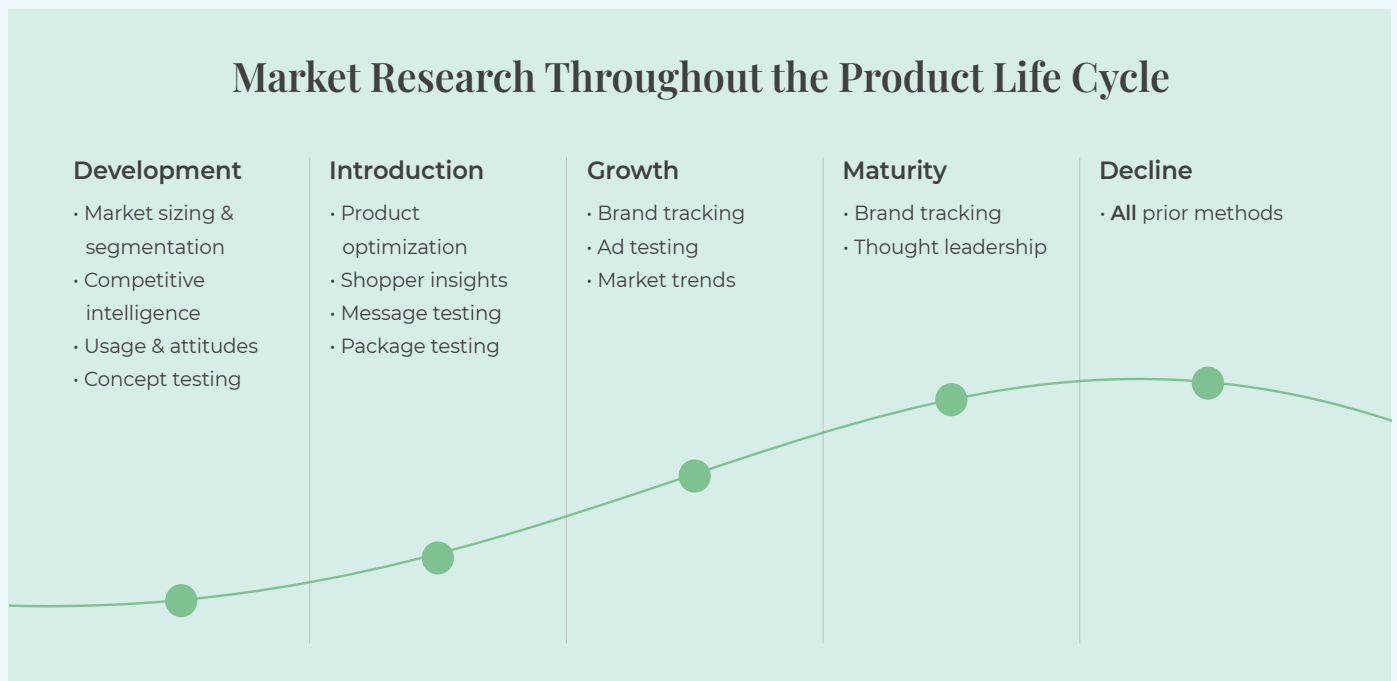 Market Research Throughout the Product Life Cycle
Development
· Market sizing &
segmentation
· Competitive
intelligence
· Usage & attitudes
· Concept testing
Introduction
· Product
optimization
· Shopper insights
· Message testing
· Package testing
Growth
· Brand tracking
· Ad testing
· Market trends
Maturity
· Brand tracking
· Thought leadership
Decline
· All prior methods